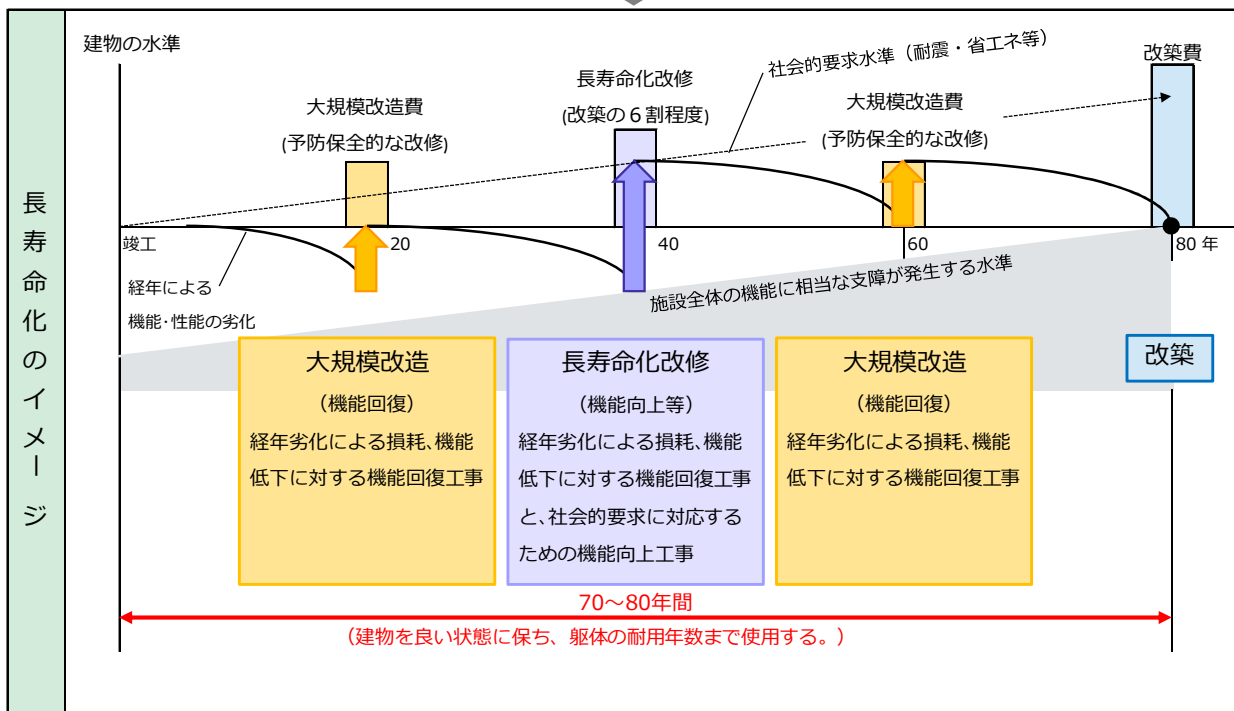 長寿命化のイメージ
建物の水準
社会的要求水準（耐震・省エネ等）
改築費
長寿命化改修
(改築の６割程度)
大規模改造費
(予防保全的な改修)
大規模改造費
(予防保全的な改修)
竣工
20
40
60
80 年
経年による
機能･性能の劣化
施設全体の機能に相当な支障が発生する水準
大規模改造
（機能回復）
経年劣化による損耗、機能
低下に対する機能回復工事
長寿命化改修
（機能向上等）
経年劣化による損耗、機能
低下に対する機能回復工事
と、社会的要求に対応する
ための機能向上工事
大規模改造
（機能回復）
経年劣化による損耗、機能
低下に対する機能回復工事
改築
70～80年間
（建物を良い状態に保ち、躯体の耐用年数まで使用する。）